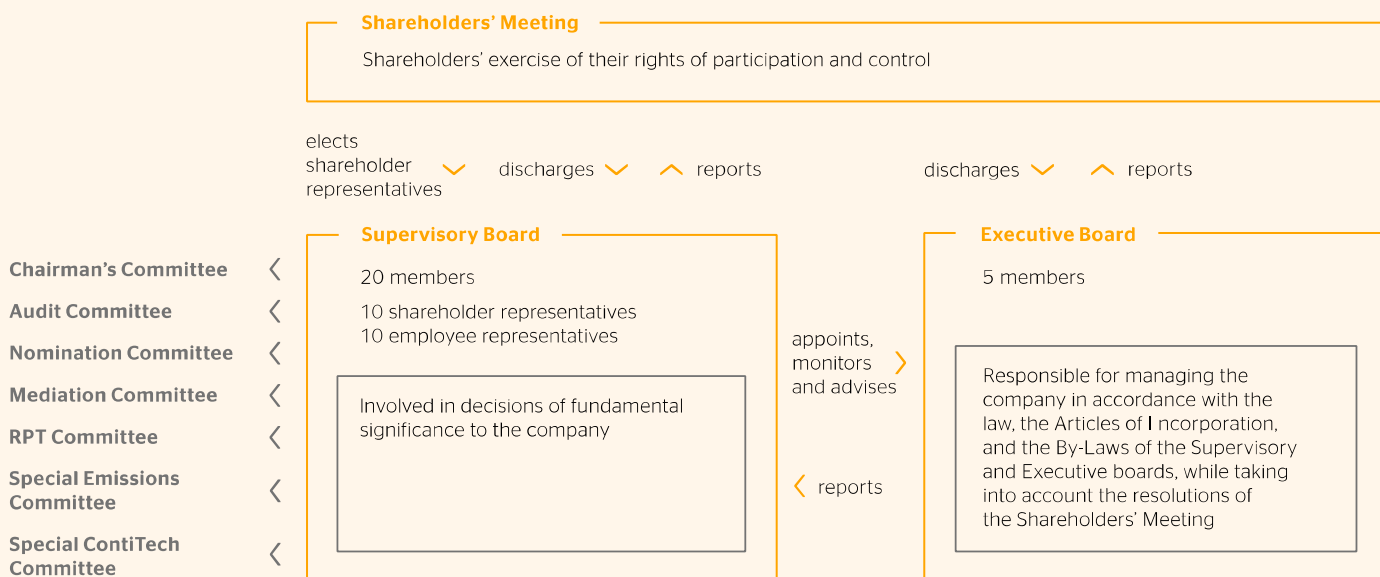 Shareholders’ Meeting
Shareholders’ exercise of their rights of participation and control
elects
shareholder
representatives
discharges
reports
discharges
reports
Chairman’s Committee
Audit Committee
Nomination Committee
Mediation Committee
RPT Committee
Special Emissions
Committee
Special ContiTech
Committee
Supervisory Board
20 members
10 shareholder representatives
10 employee representatives
Involved in decisions of fundamental
significance to the company
appoints,
monitors
and advises
reports
Executive Board
5 members
Responsible for managing the
company in accordance with the
law, the Articles of I ncorporation,
and the By-Laws of the Supervisory
and Executive boards, while taking
into account the resolutions of
the Shareholders’ Meeting